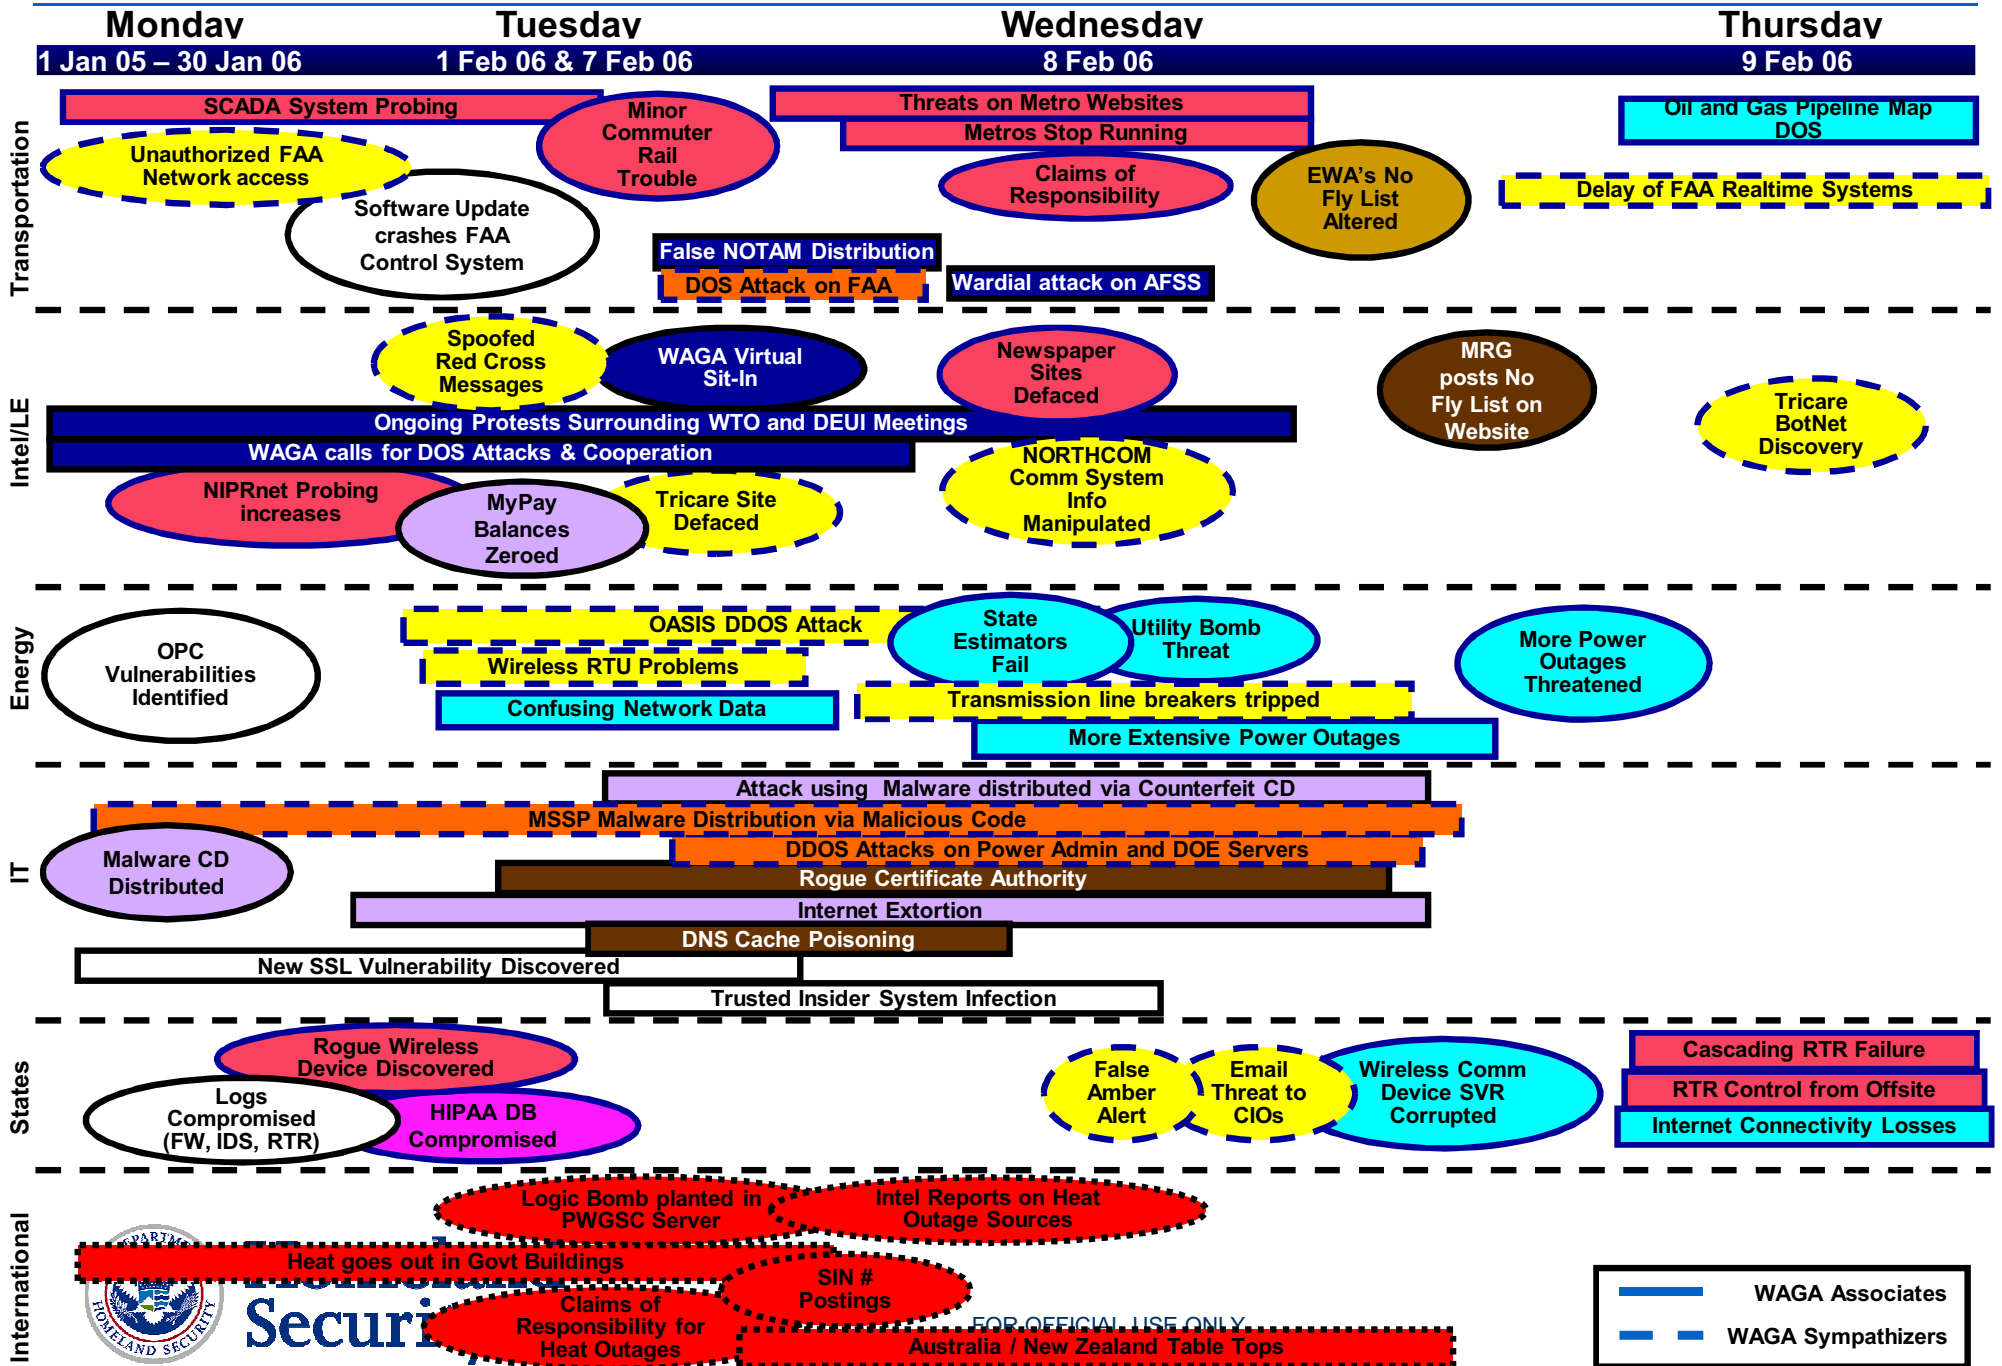 Monday
Tuesday
Wednesday
Thursday
1 Jan 05 – 30 Jan 06
1 Feb 06 & 7 Feb 06
8 Feb 06
9 Feb 06
Transportation
SCADA System Probing
Unauthorized FAA
Network access
Software Update
crashes FAA
Control System
Minor
Commuter
Rail
Trouble
False NOTAM Distribution
DOS Attack on FAA
Threats on Metro Websites
Metros Stop Running
Claims of
Responsibility
Wardial attack on AFSS
EWA's No
Fly List
Altered
Oil and Gas Pipeline Map
DOS
Delay of FAA Realtime Systems
Intel/LE
Spoofed
Red Cross
Messages
WAGA Virtual
Sit-In
Newspaper
Sites
Defaced
MRG
posts No
Fly List on
Website
Tricare
BotNet
Discovery
Ongoing Protests Surrounding WTO and DEUI Meetings
WAGA calls for DOS Attacks & Cooperation
NIPRnet Probing
increases
MyPay
Balances
Zeroed
Tricare Site
Defaced
NORTHCOM
Comm System
Info
Manipulated
Energy
OPC
Vulnerabilities
Identified
OASIS DDOS Attack
Wireless RTU Problems
Confusing Network Data
State
Estimators
Fail
Utility Bomb
Threat
Transmission line breakers tripped
More Extensive Power Outages
More Power
Outages
Threatened
IT
Attack using Malware distributed via Counterfeit CD
MSSP Malware Distribution via Malicious Code
DDOS Attacks on Power Admin and DOE Servers
Malware CD
Distributed
Rogue Certificate Authority
Internet Extortion
DNS Cache Poisoning
New SSL Vulnerability Discovered
Trusted Insider System Infection
States
Rogue Wireless
Device Discovered
Logs
Compromised
(FW, IDS, RTR)
HIPAA DB
Compromised
False
Amber
Alert
Email
Threat to
CIOs
Wireless Comm
Device SVR
Corrupted
Cascading RTR Failure
RTR Control from Offsite
Internet Connectivity Losses
International
Logic Bomb planted in
PWGSC Server
Intel Reports on Heat
Outage Sources
Heat goes out in Govt Buildings
SIN #
Postings
Claims of
Responsibility for
Heat Outages
Australia / New Zealand Table Tops
FOR OFFICIAL USE ONLY
HOMELAND SECURITY
WAGA Associates
WAGA Sympathizers